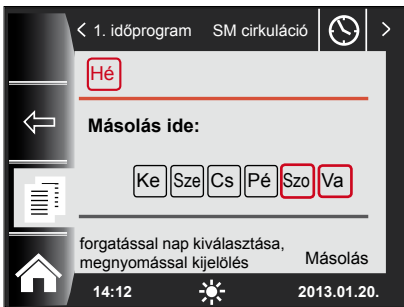 < 1. időprogram SM cirkuláció >
Hé
Másolás ide:
Ke Sze Cs Pé Szo Va
forgatással nap kiválasztása,
megnyomással kijelölés Másolás
14:12 2013.01.20.